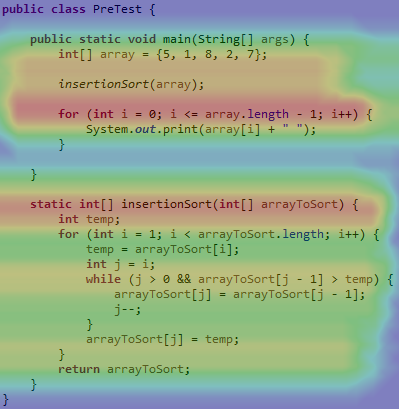 public class PreTest {
public static void main(String[] args) {
int[] array = {5, 1, 8, 2, 7};
insertionSort(array);
for (int i = 0; i <= array.length - 1; i++) {
System.out.print(array[i] + " ");
}
}
static int[] insertionSort(int[] arrayToSort) {
int temp;
for (int i = 1; i < arrayToSort.length; i++) {
temp = arrayToSort[i];
int j = i;
while (j > 0 && arrayToSort[j - 1] > temp) {
arrayToSort[j] = arrayToSort[j - 1];
j--;
}
arrayToSort[j] = temp;
}
return arrayToSort;
}
}